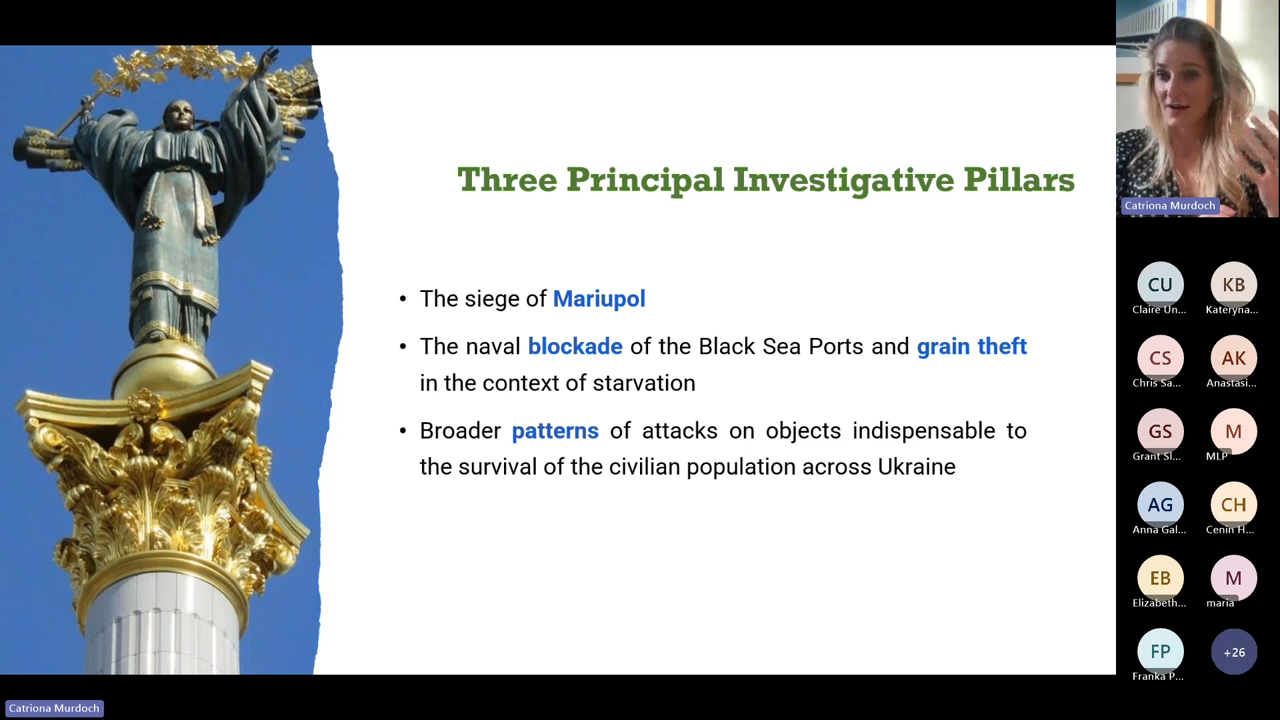 Three Principal Investigative Pillars
• The siege of Mariupol
• The naval blockade of the Black Sea Ports and grain theft
in the context of starvation
• Broader patterns of attacks on objects indispensable to
the survival of the civilian population across Ukraine
Catriona Murdoch
CU
KB
Claire Un...
Kateryna...
CS
AK
Chris Sa...
Anastasi...
GS
M
Grant Sl...
MLP
AG
CH
Anna Gal...
Cenin H...
EB
M
Elizabeth...
maria
FP
+26
Franka P...
Catriona Murdoch